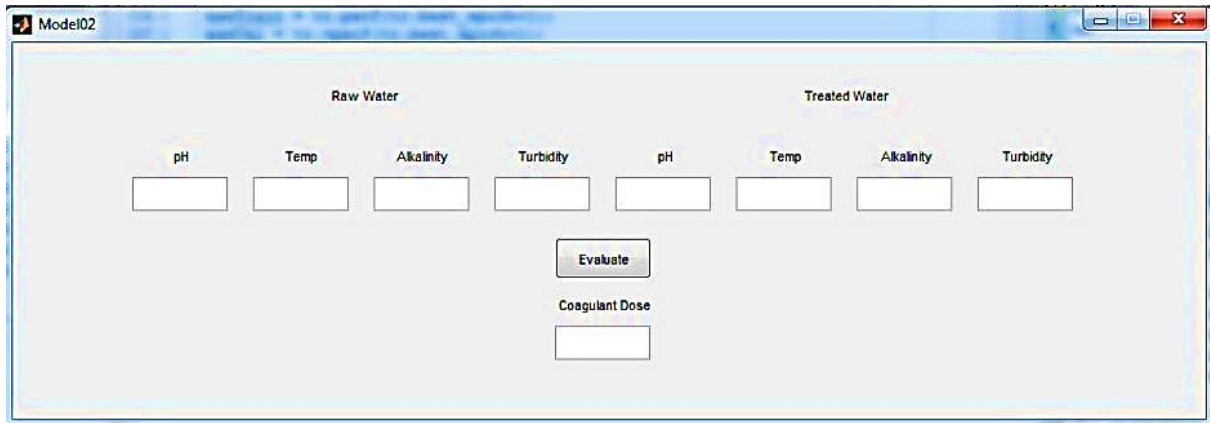 Model02
Raw Water Treated Water
pH Temp Alkalinity Turbidity pH Temp Alkalinity Turbidity
Evaluate
Coagulant Dose